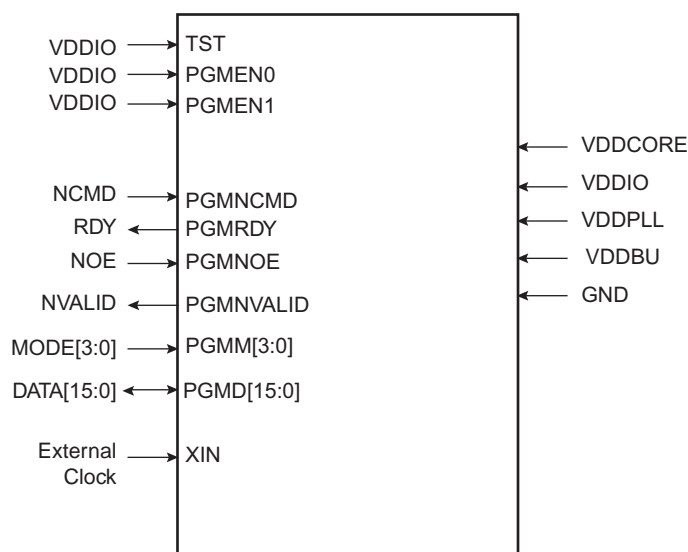 VDDIO TST
VDDIO PGMEN0
VDDIO PGMEN1
VDDCORE
VDDIO
NCMD PGMNCMD
VDDPLL
RDY PGMRDY
VDDBU
NOE PGMNOE
GND
NVALID PGMNVALID
MODE[3:0] PGMM[3:0]
DATA[15:0] PGMD[15:0]
External
Clock
XIN